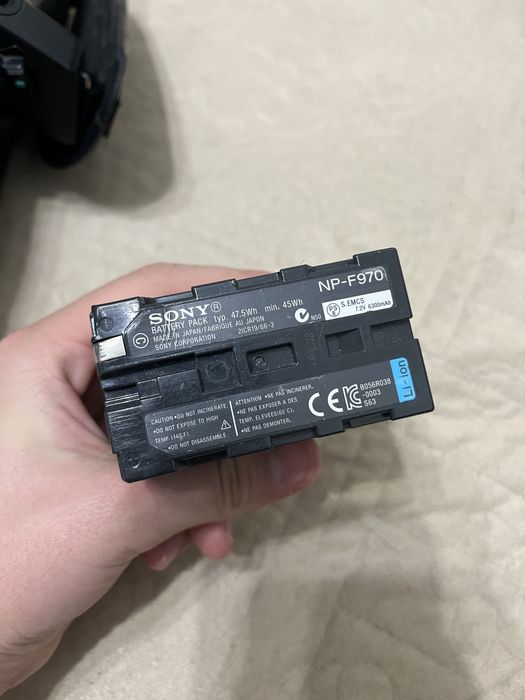 NP-F970
SONY®
BATTERY PACK typ. 47.5Wh min. 45Wh
MADE IN JAPAN/FABRIQUE AU JAPON
SONY CORPORATION 2ICR19/66-3
N50
PS E
S.EMCS
7.2V 6300mAh
C
CAUTION •DO NOT INCINERATE
•DO NOT EXPOSE TO HIGH
TEMP. (140°F)
•DO NOT DISASSEMBLE
ATTENTION •NE PAS INCINERER.
•NE PAS EXPOSER A DES
TEMP. ELEVEES(60°C).
•NE PAS DEMONTER.
CE
B056R038
-0003
S63
Li-ion